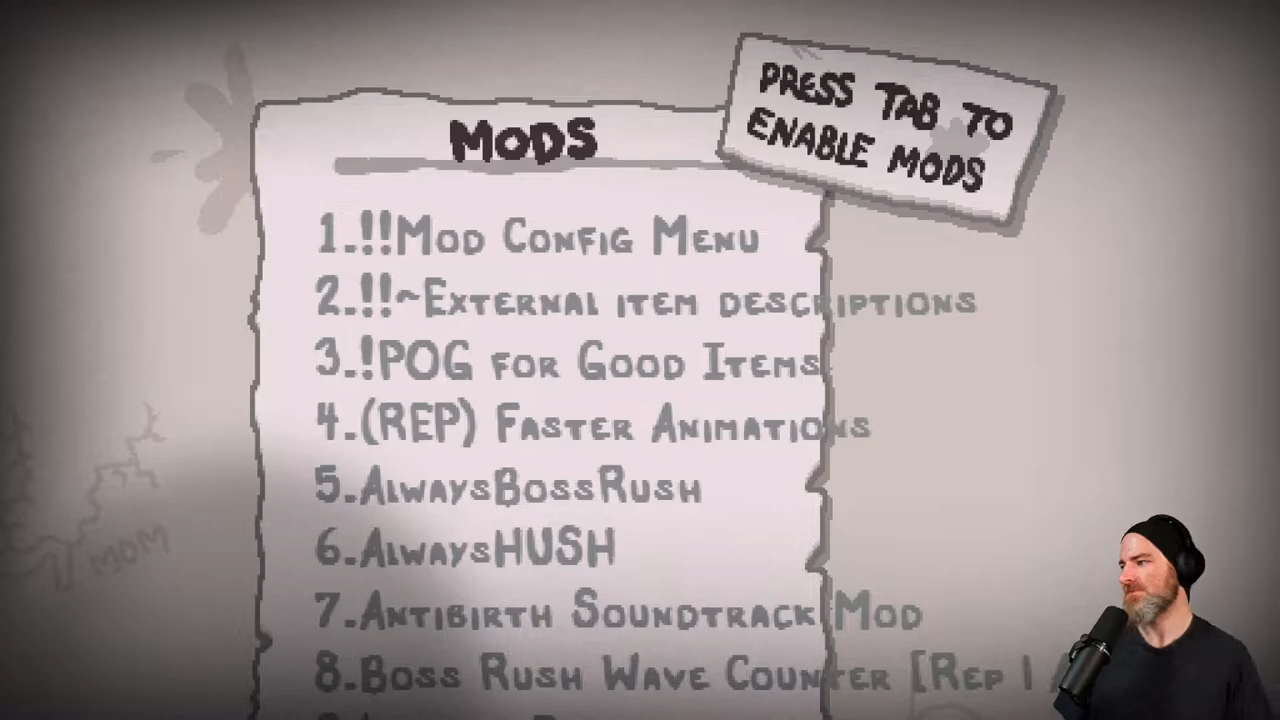 PRESS TAB TO
ENABLE MODS
MODS
1.!!Mod Config Menu
2.!!~External item descriptions
3.!POG for Good Items
4.(REP) Faster Animations
5.AlwaysBossRush
6.AlwaysHUSH
7.Antibirth Soundtrack Mod
8.Boss Rush Wave Counter [Rep |
MOM